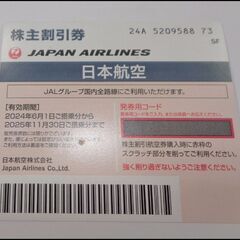 株主割引券
24A 5209588 73
SF
JAPAN AIRLINES
日本航空
JALグループ国内全路線にご利用いただけます。
【有効期間】
2024年6月1日ご搭乗分から
2025年11月30日ご搭乗分まで
日本航空株式会社
Japan Airlines Co.,Ltd.
発券用コード
株主割引航空券購入時に赤枠の
スクラッチ部分を削ってご利用ください。
強く削り過ぎないようご注意ください。